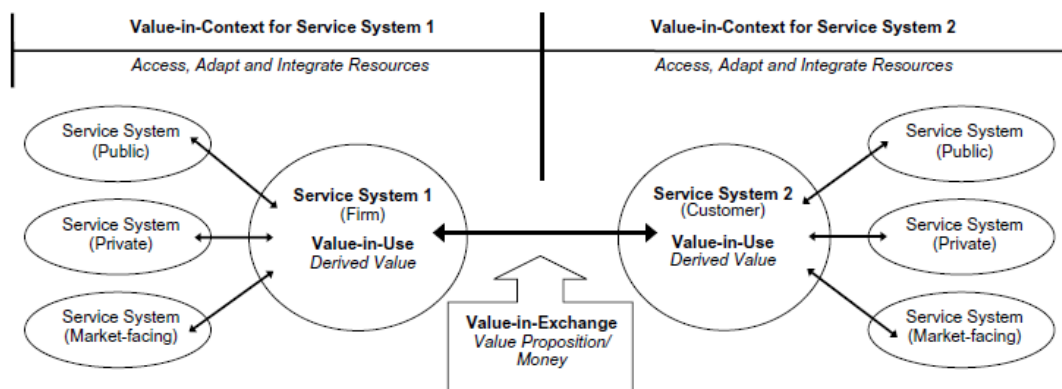 Value-in-Context for Service System 1
Value-in-Context for Service System 2
Access, Adapt and Integrate Resources
Access, Adapt and Integrate Resources
Service System
(Public)
Service System
(Private)
Service System
(Market-facing)
Service System 1
(Firm)
Value-in-Use
Derived Value
Value-in-Exchange
Value Proposition/
Money
Service System 2
(Customer)
Value-in-Use
Derived Value
Service System
(Public)
Service System
(Private)
Service System
(Market-facing)